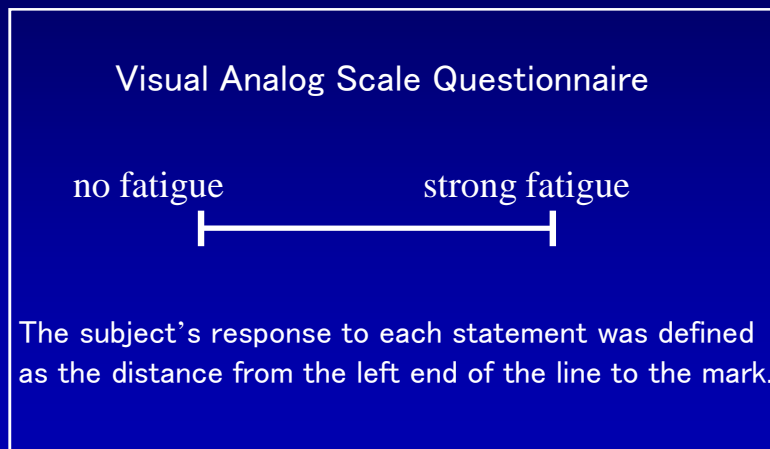 Visual Analog Scale Questionnaire
no fatigue strong fatigue
The subject’s response to each statement was defined
as the distance from the left end of the line to the mark.